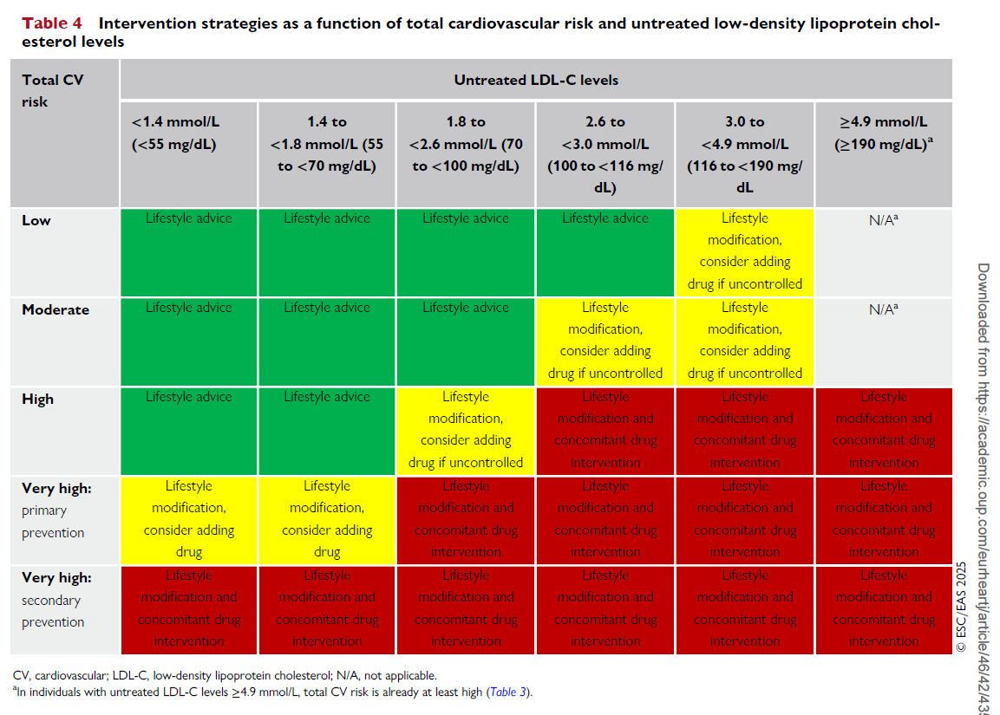 Table 4 Intervention strategies as a function of total cardiovascular risk and untreated low-density lipoprotein chol-
esterol levels
Total CV
risk
Untreated LDL-C levels
<1.4 mmol/L
(<55 mg/dL)
1.4 to
<1.8 mmol/L (55
to <70 mg/dL)
1.8 to
<2.6 mmol/L (70
to <100 mg/dL)
2.6 to
<3.0 mmol/L
(100 to <116 mg/
dL)
3.0 to
<4.9 mmol/L
(116 to <190 mg/
dL
≥4.9 mmol/L
(≥190 mg/dL)a
Low
Lifestyle advice
Lifestyle advice
Lifestyle advice
Lifestyle advice
Lifestyle
modification,
consider adding
drug if uncontrolled
N/Aa
Moderate
Lifestyle advice
Lifestyle advice
Lifestyle advice
Lifestyle
modification,
consider adding
drug if uncontrolled
Lifestyle
modification,
consider adding
drug if uncontrolled
N/Aa
High
Lifestyle advice
Lifestyle advice
Lifestyle
modification,
consider adding
drug if uncontrolled
Lifestyle
modification and
concomitant drug
intervention
Lifestyle
modification and
concomitant drug
intervention
Lifestyle
modification and
concomitant drug
intervention
Very high:
primary
prevention
Lifestyle
modification,
consider adding
drug
Lifestyle
modification,
consider adding
drug
Lifestyle
modification and
concomitant drug
intervention
Lifestyle
modification and
concomitant drug
intervention
Lifestyle
modification and
concomitant drug
intervention
Lifestyle
modification and
concomitant drug
intervention
Very high:
secondary
prevention
Lifestyle
modification and
concomitant drug
intervention
Lifestyle
modification and
concomitant drug
intervention
Lifestyle
modification and
concomitant drug
intervention
Lifestyle
modification and
concomitant drug
intervention
Lifestyle
modification and
concomitant drug
intervention
Lifestyle
modification and
concomitant drug
intervention
© ESC/EAS 2025
CV, cardiovascular; LDL-C, low-density lipoprotein cholesterol; N/A, not applicable.
aIn individuals with untreated LDL-C levels ≥4.9 mmol/L, total CV risk is already at least high (Table 3).
Downloaded from https://academic.oup.com/eurheartj/article/46/42/435